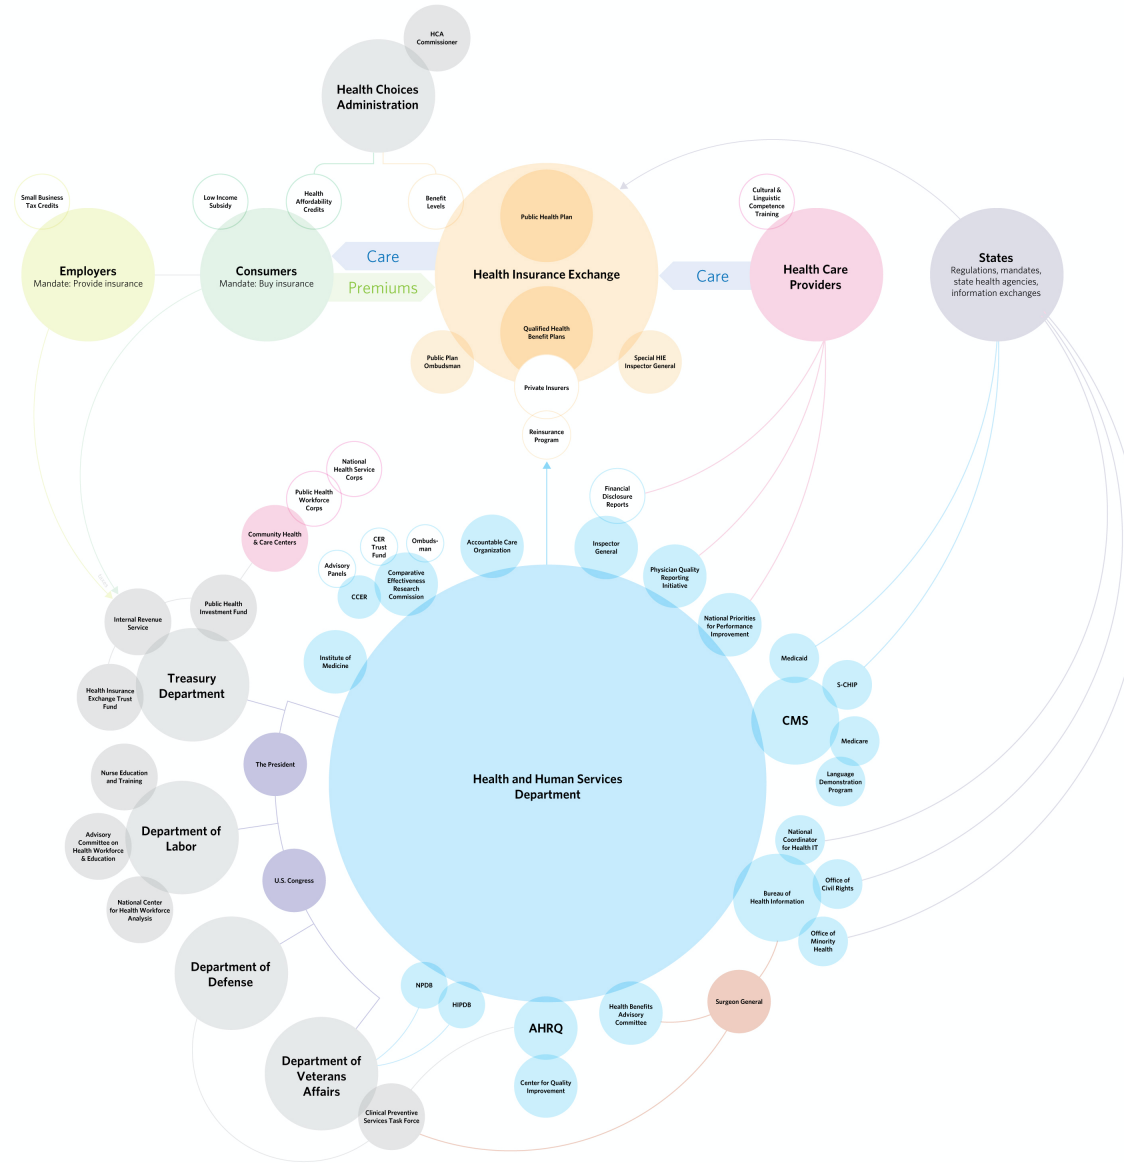 HCA
Commissioner
Health Choices
Administration
Small Business
Tax Credits
Low Income
Subsidy
Health
Affordability
Credits
Benefit
Levels
Public Health Plan
Cultural &
Linguistic
Competence
Training
Employers
Mandate: Provide insurance
Consumers
Mandate: Buy insurance
Care
Premiums
Health Insurance Exchange
Care
Health Care
Providers
States
Regulations, mandates,
state health agencies,
information exchanges
Qualified Health
Benefit Plans
Public Plan
Ombudsman
Special HIE
Inspector General
Private Insurers
Reinsurance
Program
National
Health Service
Corps
Public Health
Workforce
Corps
Community Health
& Care Centers
Financial
Disclosure
Reports
Advisory
Panels
CER
Trust
Fund
Ombuds-
man
Accountable Care
Organization
Inspector
General
CCER
Comparative
Effectiveness
Research
Commission
Physician Quality
Reporting
Initiative
Internal Revenue
Service
Public Health
Investment Fund
National Priorities
for Performance
Improvement
Institute of
Medicine
Medicaid
S-CHIP
Treasury
Department
Health Insurance
Exchange Trust
Fund
CMS
Medicare
Language
Demonstration
Program
The President
Nurse Education
and Training
Health and Human Services
Department
Department of
Labor
Advisory
Committee on
Health Workforce
& Education
National
Coordinator
for Health IT
U.S. Congress
Bureau of
Health Information
Office of
Civil Rights
National Center
for Health Workforce
Analysis
Office of
Minority
Health
Department of
Defense
NPDB
HIPDB
Health Benefits
Advisory
Committee
Surgeon General
AHRQ
Department of
Veterans
Affairs
Center for Quality
Improvement
Clinical Preventive
Services Task Force